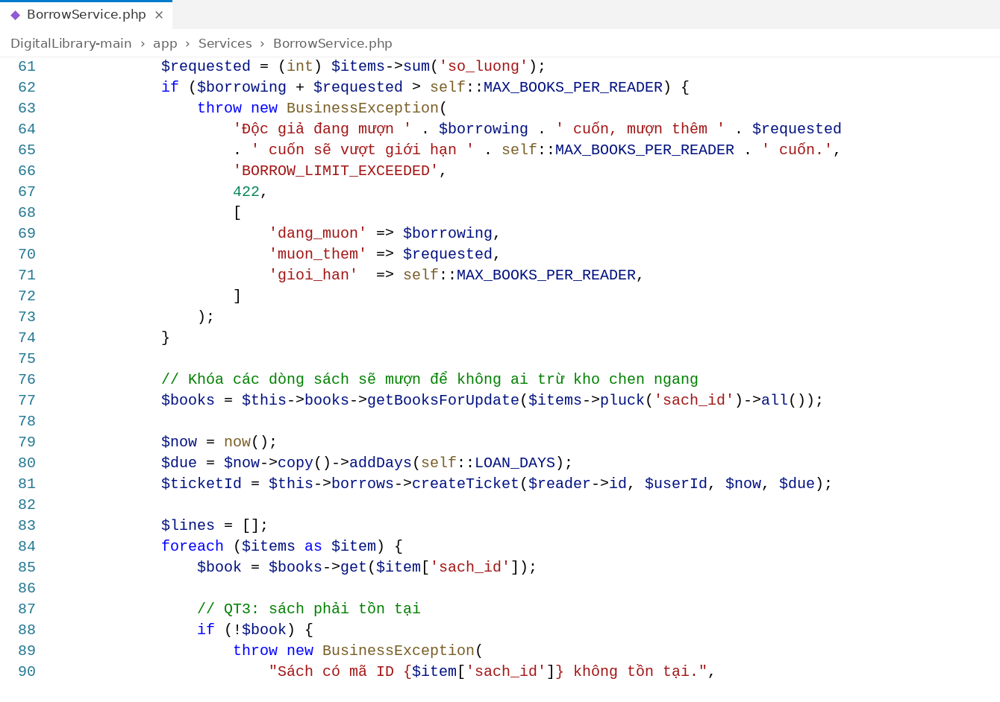 BorrowService.php ×
DigitalLibrary-main › app › Services › BorrowService.php
61 $requested = (int) $items->sum('so_luong');
62 if ($borrowing + $requested > self::MAX_BOOKS_PER_READER) {
63 throw new BusinessException(
64 'Độc giả đang mượn ' . $borrowing . ' cuốn, mượn thêm ' . $requested
65 . ' cuốn sẽ vượt giới hạn ' . self::MAX_BOOKS_PER_READER . ' cuốn.',
66 'BORROW_LIMIT_EXCEEDED',
67 422,
68 [
69 'dang_muon' => $borrowing,
70 'muon_them' => $requested,
71 'gioi_han'  => self::MAX_BOOKS_PER_READER,
72 ]
73 );
74 }
75
76 // Khóa các dòng sách sẽ mượn để không ai trừ kho chen ngang
77 $books = $this->books->getBooksForUpdate($items->pluck('sach_id')->all());
78
79 $now = now();
80 $due = $now->copy()->addDays(self::LOAN_DAYS);
81 $ticketId = $this->borrows->createTicket($reader->id, $userId, $now, $due);
82
83 $lines = [];
84 foreach ($items as $item) {
85 $book = $books->get($item['sach_id']);
86
87 // QT3: sách phải tồn tại
88 if (!$book) {
89 throw new BusinessException(
90 "Sách có mã ID {$item['sach_id']} không tồn tại.",